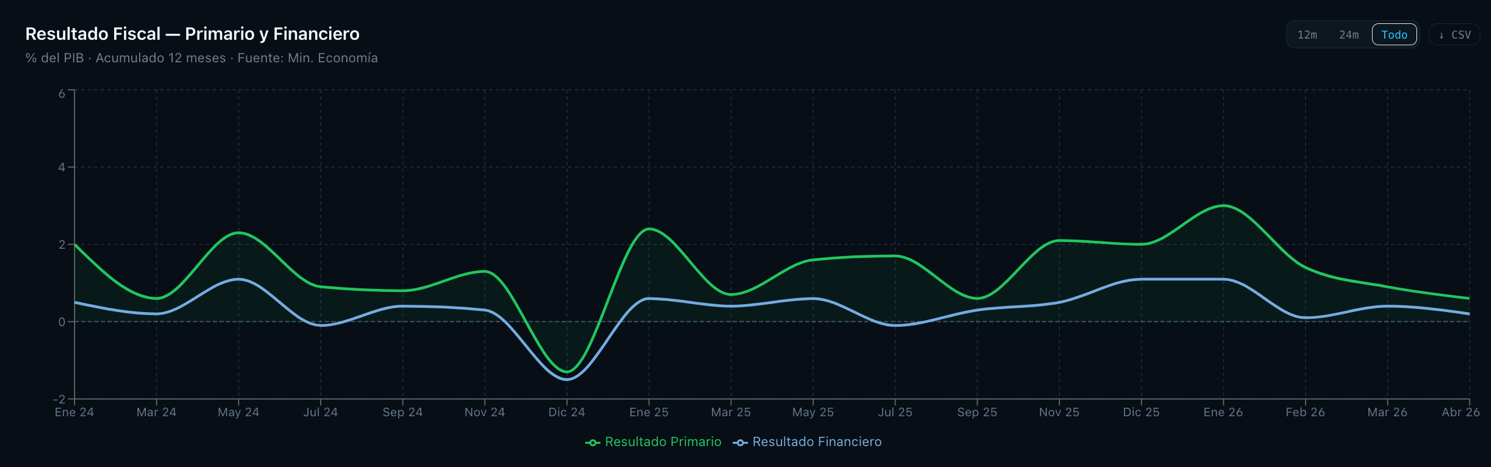 Resultado Fiscal — Primario y Financiero
12m 24m Todo ↓ CSV
% del PIB · Acumulado 12 meses · Fuente: Min. Economía
6
4
2
0
-2
Ene 24 Mar 24 May 24 Jul 24 Sep 24 Nov 24 Dic 24 Ene 25 Mar 25 May 25 Jul 25 Sep 25 Nov 25 Dic 25 Ene 26 Feb 26 Mar 26 Abr 26
Resultado Primario Resultado Financiero